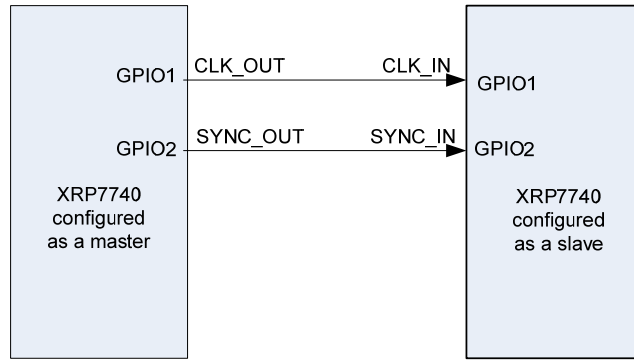 GPIO1 CLK_OUT CLK_IN GPIO1
GPIO2 SYNC_OUT SYNC_IN GPIO2
XRP7740
configured
as a master
XRP7740
configured
as a slave